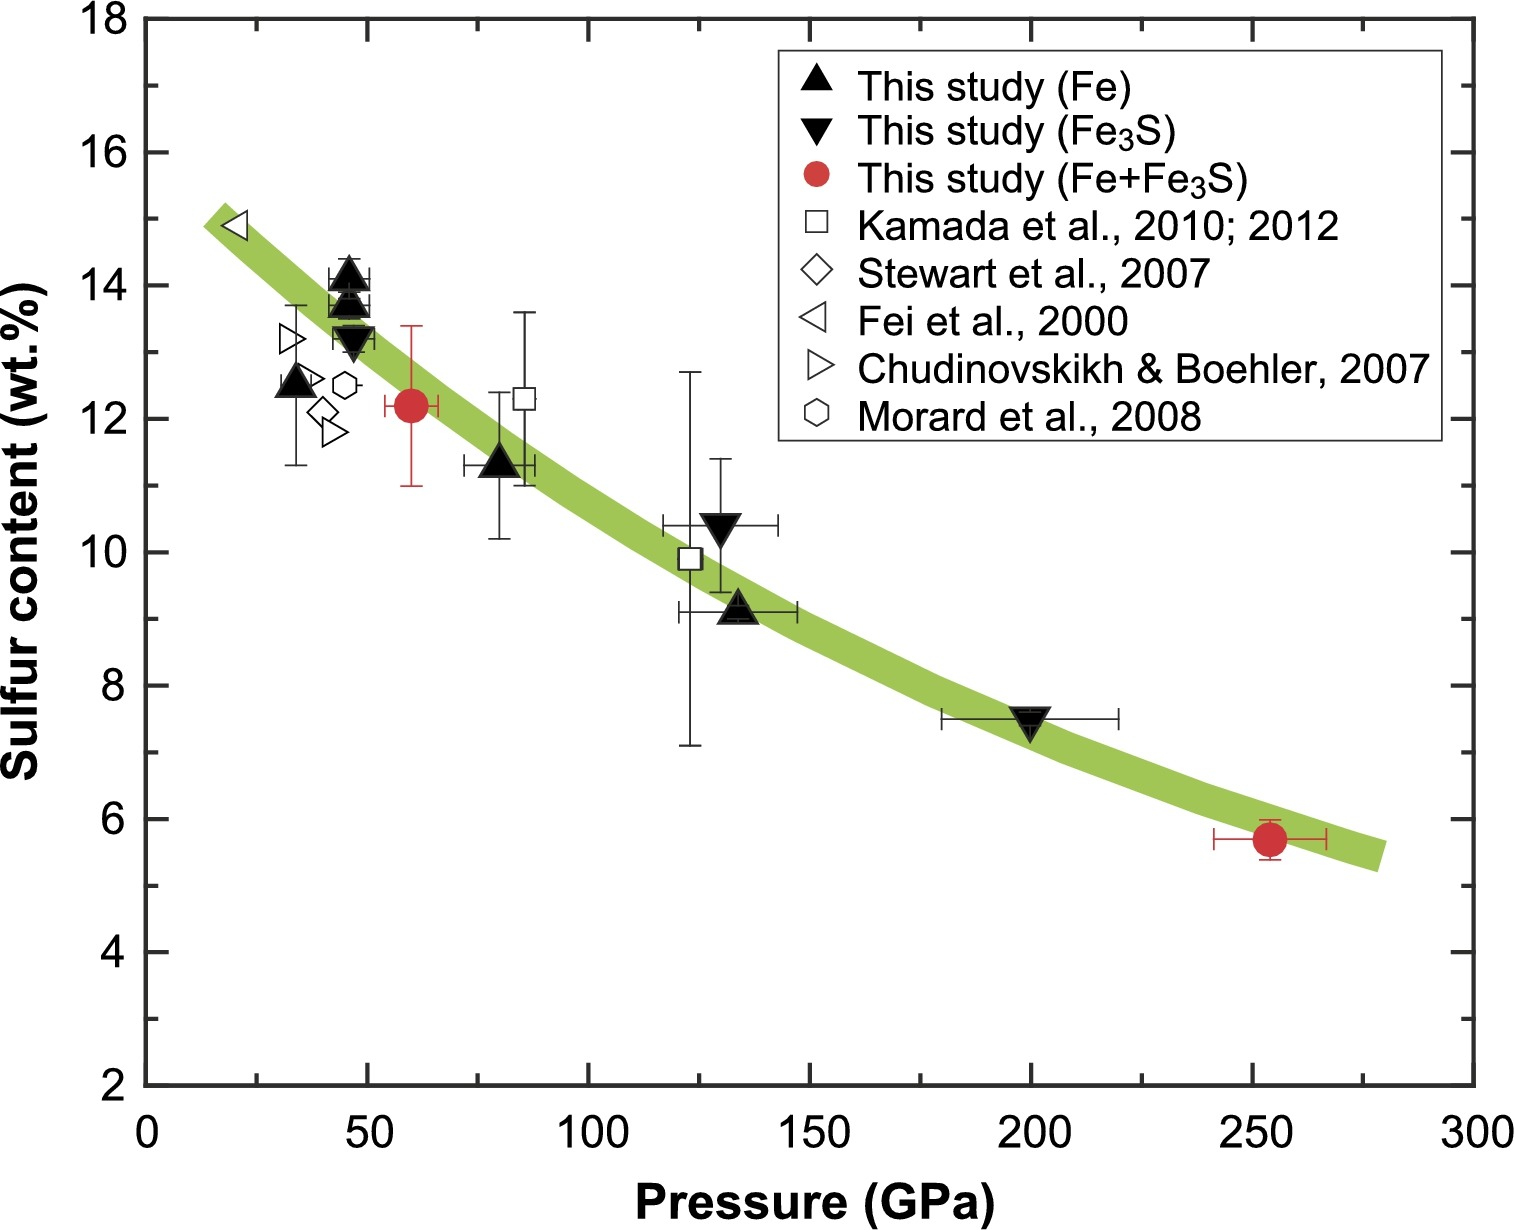 18
16
14
12
10
8
6
4
2
Sulfur content (wt.%)
This study (Fe)
This study (Fe₃S)
This study (Fe+Fe₃S)
Kamada et al., 2010; 2012
Stewart et al., 2007
Fei et al., 2000
Chudinovskikh & Boehler, 2007
Morard et al., 2008
0 50 100 150 200 250 300
Pressure (GPa)